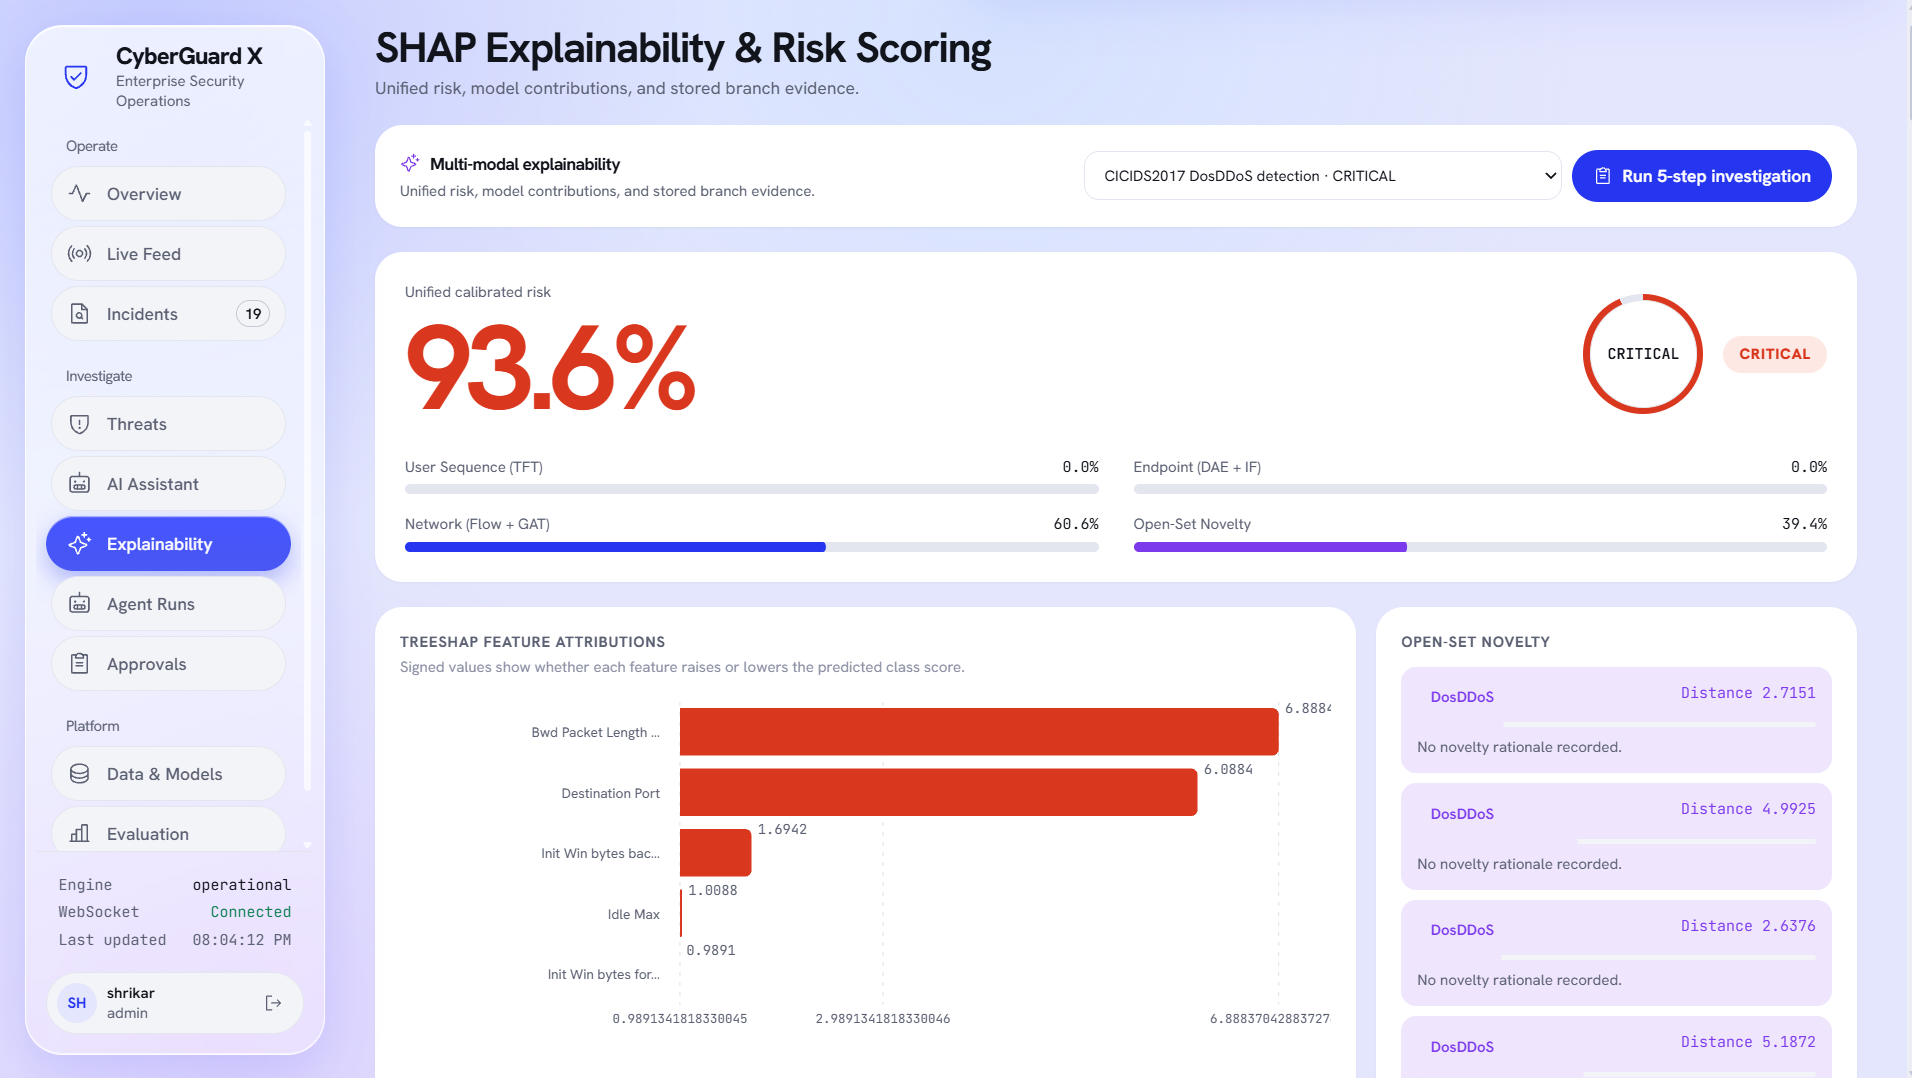 CyberGuard X
Enterprise Security
Operations
Operate
Overview
Live Feed
Incidents 19
Investigate
Threats
AI Assistant
Explainability
Agent Runs
Approvals
Platform
Data & Models
Evaluation
Engine operational
WebSocket Connected
Last updated 08:04:12 PM
SH
shrikar
admin
SHAP Explainability & Risk Scoring
Unified risk, model contributions, and stored branch evidence.
Multi-modal explainability
Unified risk, model contributions, and stored branch evidence.
CICIDS2017 DosDDoS detection · CRITICAL
Run 5-step investigation
Unified calibrated risk
93.6%
CRITICAL
CRITICAL
User Sequence (TFT) 0.0%
Endpoint (DAE + IF) 0.0%
Network (Flow + GAT) 60.6%
Open-Set Novelty 39.4%
TREESHAP FEATURE ATTRIBUTIONS
Signed values show whether each feature raises or lowers the predicted class score.
Bwd Packet Length ... 6.8884
Destination Port 6.0884
Init Win bytes bac... 1.6942
Idle Max 1.0088
Init Win bytes for... 0.9891
0.9891341818330045 2.9891341818330046 6.88837042883727
OPEN-SET NOVELTY
DosDDoS Distance 2.7151
No novelty rationale recorded.
DosDDoS Distance 4.9925
No novelty rationale recorded.
DosDDoS Distance 2.6376
No novelty rationale recorded.
DosDDoS Distance 5.1872